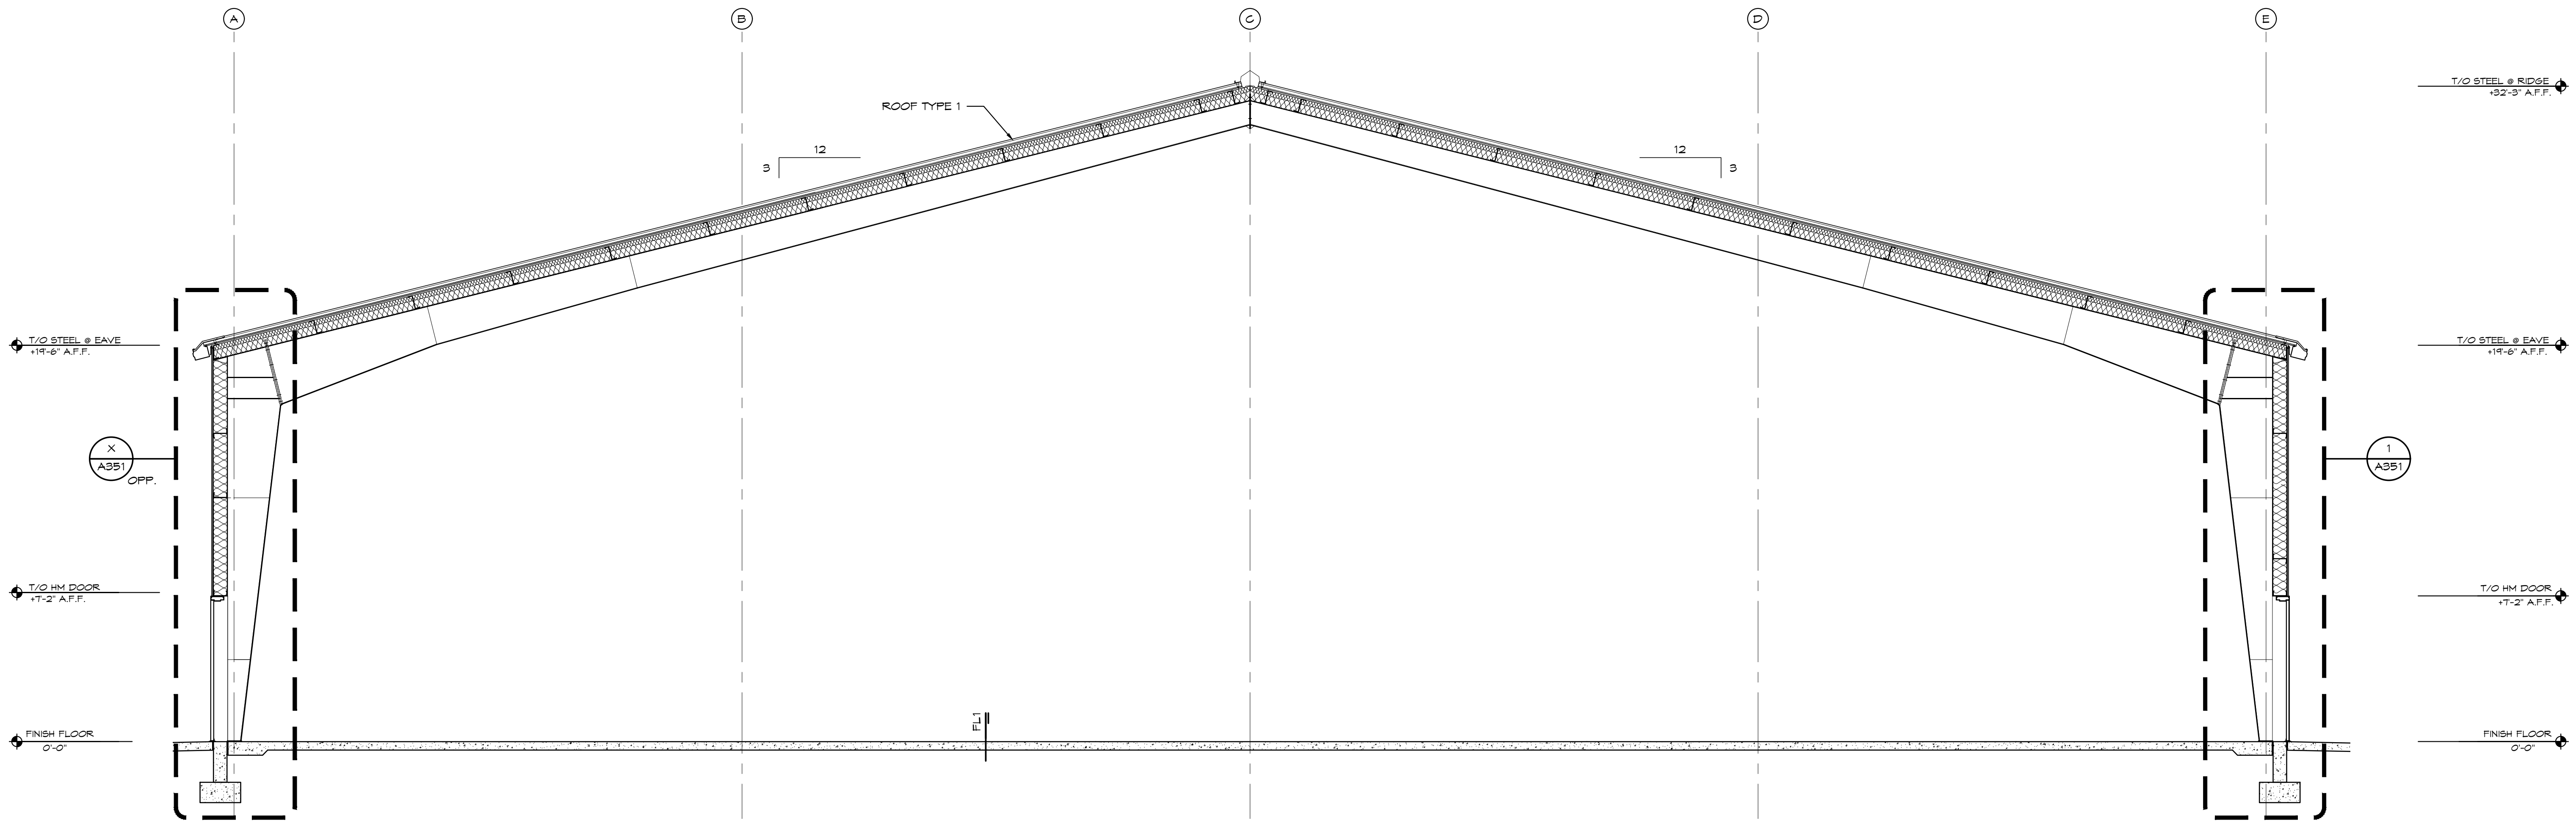 A
B
C
D
E
T/O STEEL @ RIDGE
+32'-3" A.F.F.
ROOF TYPE 1
12
3
12
3
T/O STEEL @ EAVE
+19'-6" A.F.F.
T/O STEEL @ EAVE
+19'-6" A.F.F.
X
A351
OPP.
1
A351
T/O HM DOOR
+7'-2" A.F.F.
T/O HM DOOR
+7'-2" A.F.F.
FL1
FINISH FLOOR
0'-0"
FINISH FLOOR
0'-0"